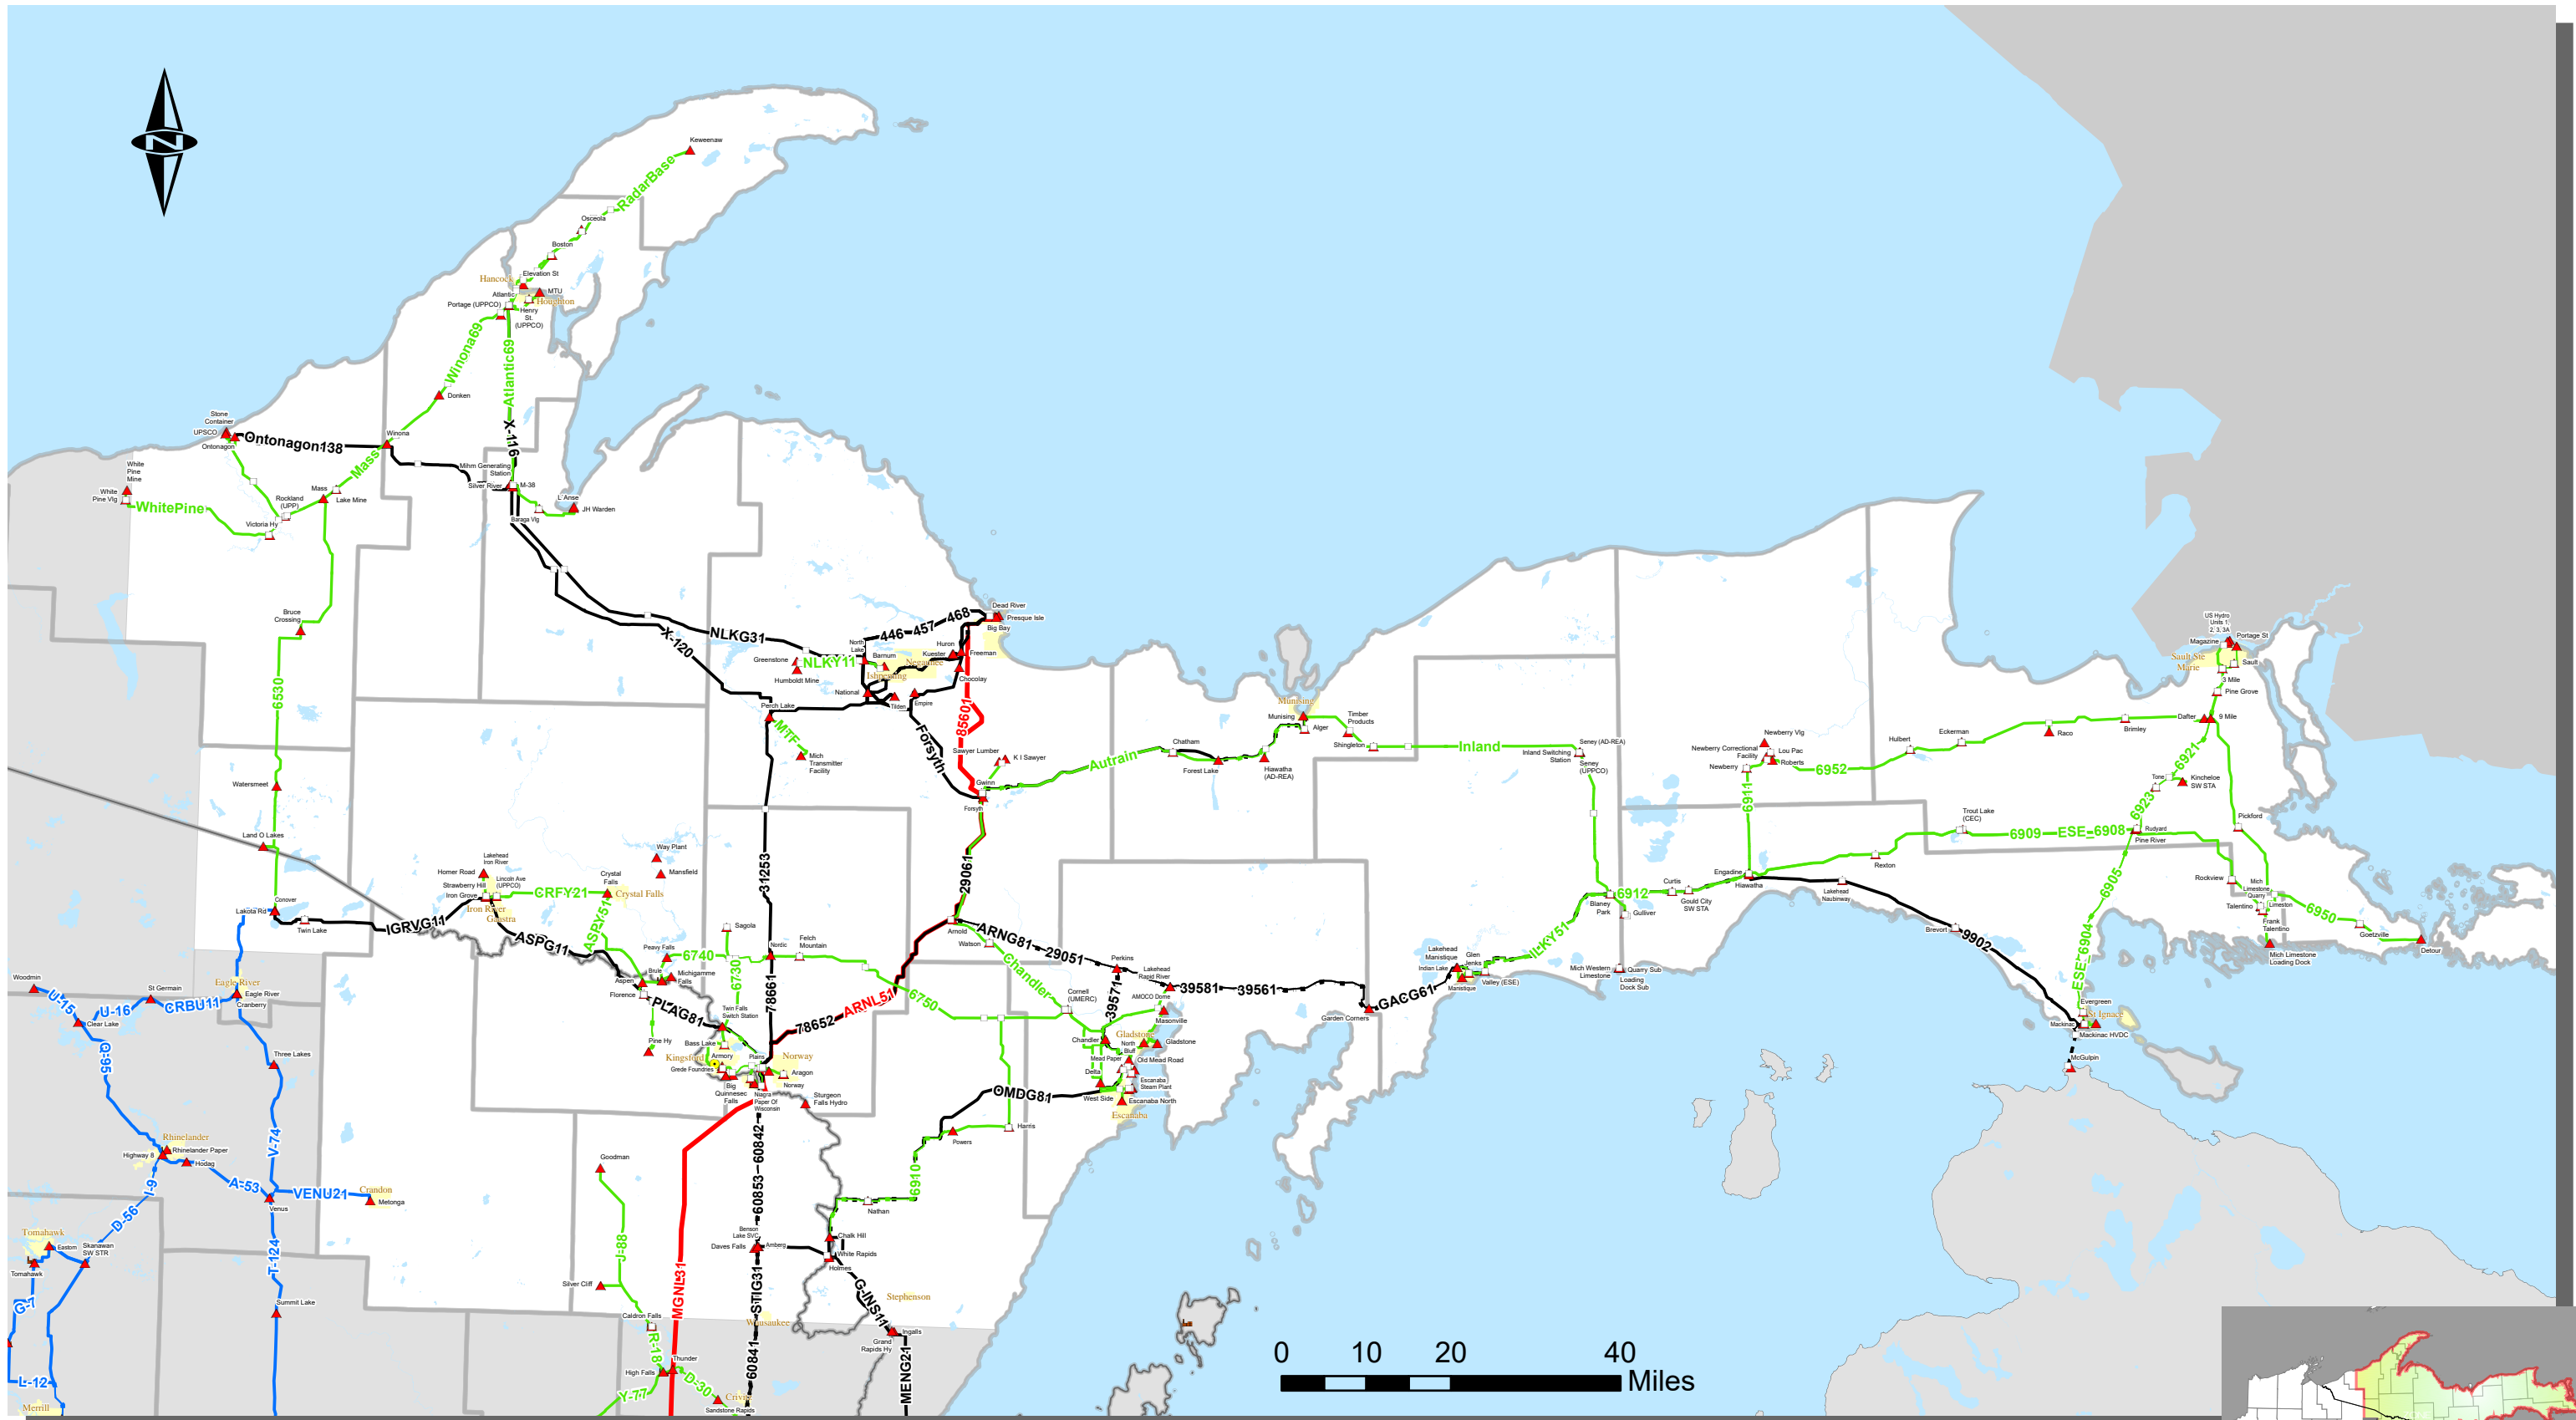 N
Keweenaw
RadarBase
Osceola
Boston
Elevation St
Hancock
Atlantic
MTU
Houghton
Portage (UPPCO)
Henry
St.
(UPPCO)
Winona69
Atlantic69
Donken
Stone
Container
UPSCO
Ontonagon
Ontonagon138
Winona
X-116
Mass
Mihm Generating
Station
Silver River
M-38
White
Pine
Mine
White
Pine Vlg
WhitePine
Rockland
(UPP)
Mass
Lake Mine
Victoria Hy
L'Anse
JH Warden
Baraga Vlg
Bruce
Crossing
6530
Watersmeet
Land O Lakes
Conover
Lakota Rd
Twin Lake
IGRVG11
NLKG31
X-120
446
457
468
Dead River
Presque Isle
Big Bay
North
Lake
Barnum
Huron
Kuester
Freeman
Negaunee
Ishpeming
Greenstone
NLKY11
Humboldt Mine
National
Tilden
Empire
Chocolay
Perch Lake
MTF
Mich
Transmitter
Facility
Forsyth
85601
Sawyer Lumber
K I Sawyer
Gwinn
Forsyth
Autrain
Chatham
Forest Lake
Hiawatha
(AD-REA)
Munising
Munising
Alger
Timber
Products
Shingleton
Inland
Seney (AD-REA)
Inland Switching
Station
Seney
(UPPCO)
Newberry Vlg
Newberry Correctional
Facility
Lou Pac
Roberts
Newberry
6952
6911
Hulbert
Eckerman
Raco
Brimley
Dafter
9 Mile
US Hydro
Units 1,
2, 3, 3A
Magazine
Portage St
Sault Ste
Marie
Sault
3 Mile
Pine Grove
6921
Tone
Kincheloe
SW STA
6923
Pickford
Trout Lake
(CEC)
6909
ESE_6908
Rudyard
Pine River
Rexton
Engadine
Hiawatha
6912
Curtis
Gould City
SW STA
Blaney
Park
Gulliver
Lakehead
Naubinway
Brevort
9902
6905
ESE_6904
Rockview
Mich
Limestone
Quarry
Limeston
Talentino
Frank
Talentino
6950
Goetzville
Detour
Mich Limestone
Loading Dock
Evergreen
St Ignace
Mackinac
Mackinac HVDC
McGulpin
Mich Western
Limestone
Quarry Sub
Loading
Dock Sub
ILKY51
Lakehead
Manistique
Glen
Jenks
Indian Lake
Manistique
Valley (ESE)
GACG61
Garden Corners
39581
39561
Perkins
Lakehead
Rapid River
AMOCO Dome
Masonville
39571
ARNG81
29051
29061
Arnold
Watson
Chandler
Cornell
(UMERC)
Chandler
Gladstone
Gladstone
North
Bluff
Mead Paper
Old Mead Road
Delta
Escanaba
Steam Plant
West Side
Escanaba North
Escanaba
OMDG81
Harris
Powers
6910
Nathan
Chalk Hill
White Rapids
Holmes
G-INS11
Stephenson
Ingalls
Grand
Rapids Hy
MENG21
31253
Nordic
Felch
Mountain
78661
78652
ARNL51
6750
6740
6730
Sagola
Way Plant
Mansfield
Crystal
Falls
Crystal Falls
CRFY21
ASPY51
Lakehead
Iron River
Homer Road
Lincoln Ave
(UPPCO)
Strawberry Hill
Iron Grove
Iron River
Gaastra
ASPG11
Peavy Falls
Brule
Michigamme
Falls
Aspen
Florence
PLAG81
Twin Falls
Switch Station
Pine Hy
Bass Lake
Armory
Kingsford
Grede Foundries
Plains
Norway
Aragon
Norway
Big
Quinnesec
Falls
Niagra
Paper Of
Wisconsin
Sturgeon
Falls Hydro
60842
60853
STIG31
60841
Benson
Lake SVC
Daves Falls
Amberg
Wausaukee
MGNL31
Goodman
J-88
Silver Cliff
Caldron Falls
R-18
Thunder
High Falls
D-30
Y-77
Crivitz
Sandstone Rapids
Woodmin
U-15
U-16
St Germain
CRBU11
Eagle River
Eagle River
Cranberry
Clear Lake
Q-95
Three Lakes
V-74
Rhinelander
Rhinelander Paper
Highway 8
Hodag
I-9
A-53
VENU21
Crandon
Metonga
Venus
D-56
Tomahawk
Eastom
Skanawan
SW STR
Tomahawk
T-124
Summit Lake
G-7
L-12
Merrill
0
10
20
40
Miles